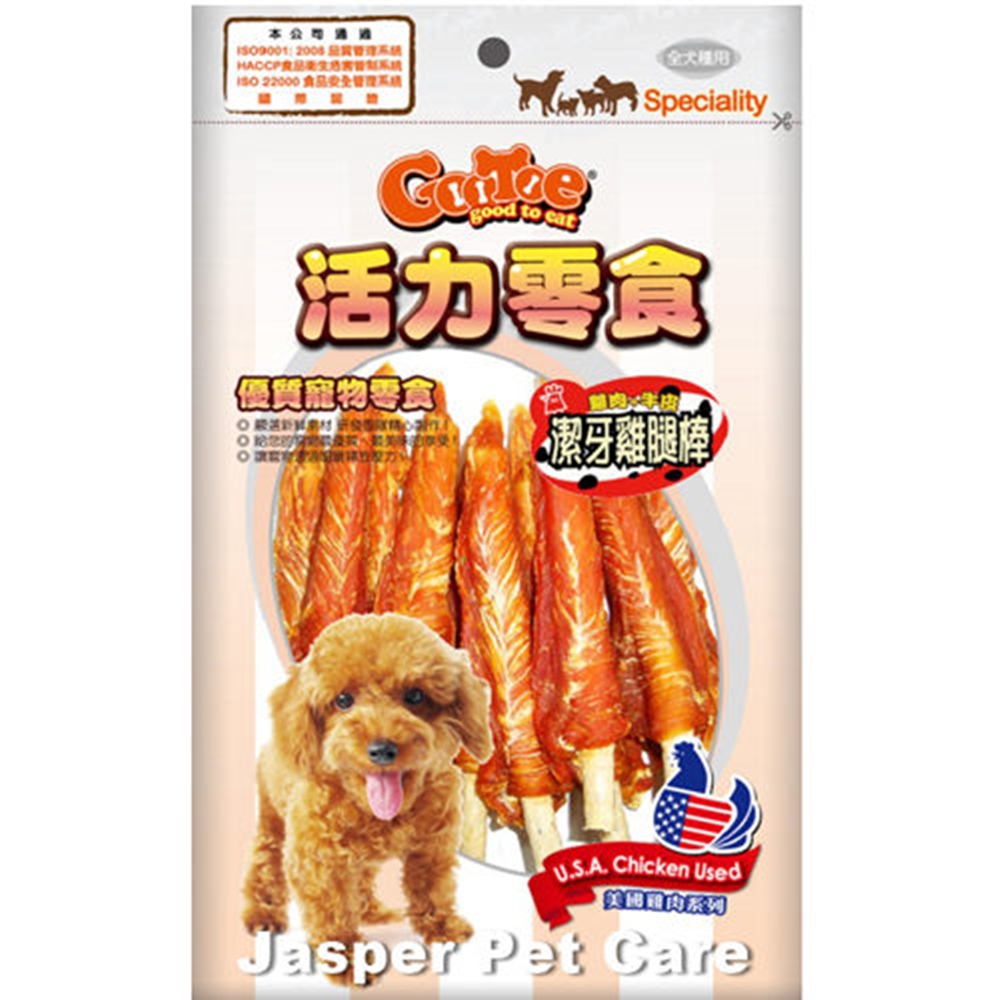 本公司通過
ISO9001: 2008 品質管理系統
HACCP食品衛生危害管制系統
ISO 22000 食品安全管理系統
國際認證
全犬種用
Speciality
GooToe®
good to eat
活力零食
優質寵物零食
雞肉 牛皮
潔牙雞腿棒
U.S.A. Chicken Used
美國雞肉系列
Jasper Pet Care